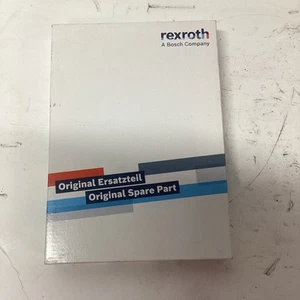 rexroth
A Bosch Company
Original Ersatzteil
Original Spare Part